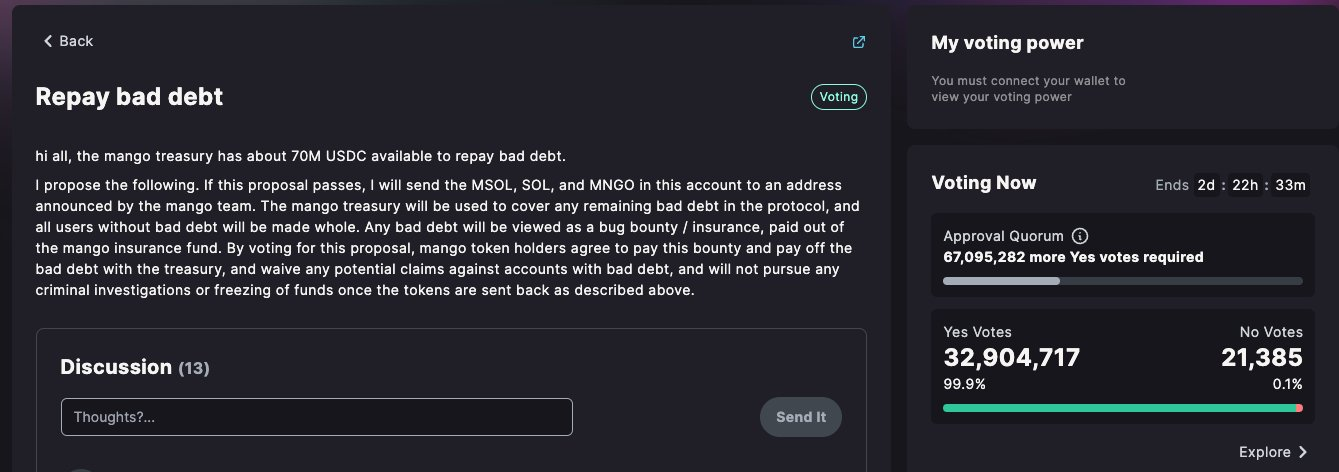 Back
Repay bad debt
Voting
hi all, the mango treasury has about 70M USDC available to repay bad debt.
I propose the following. If this proposal passes, I will send the MSOL, SOL, and MNGO in this account to an address
announced by the mango team. The mango treasury will be used to cover any remaining bad debt in the protocol, and
all users without bad debt will be made whole. Any bad debt will be viewed as a bug bounty / insurance, paid out of
the mango insurance fund. By voting for this proposal, mango token holders agree to pay this bounty and pay off the
bad debt with the treasury, and waive any potential claims against accounts with bad debt, and will not pursue any
criminal investigations or freezing of funds once the tokens are sent back as described above.
Discussion (13)
Thoughts?...
Send It
My voting power
You must connect your wallet to
view your voting power
Voting Now
Ends 2d : 22h : 33m
Approval Quorum
67,095,282 more Yes votes required
Yes Votes No Votes
32,904,717 21,385
99.9% 0.1%
Explore